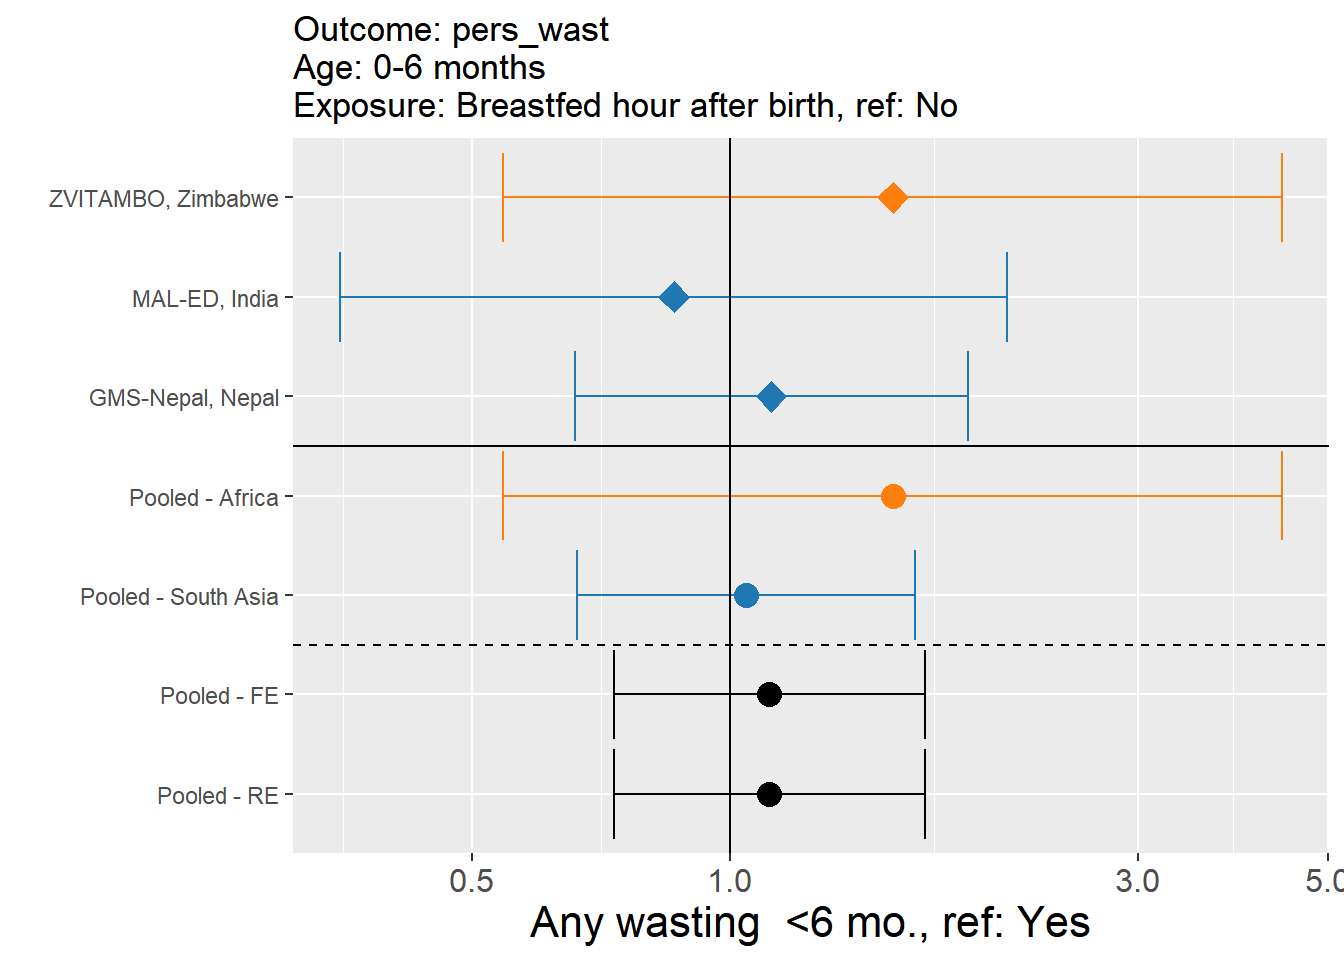 Outcome: pers_wast
Age: 0-6 months
Exposure: Breastfed hour after birth, ref: No
ZVITAMBO, Zimbabwe
MAL-ED, India
GMS-Nepal, Nepal
Pooled - Africa
Pooled - South Asia
Pooled - FE
Pooled - RE
0.5 1.0 3.0 5.0
Any wasting  <6 mo., ref: Yes